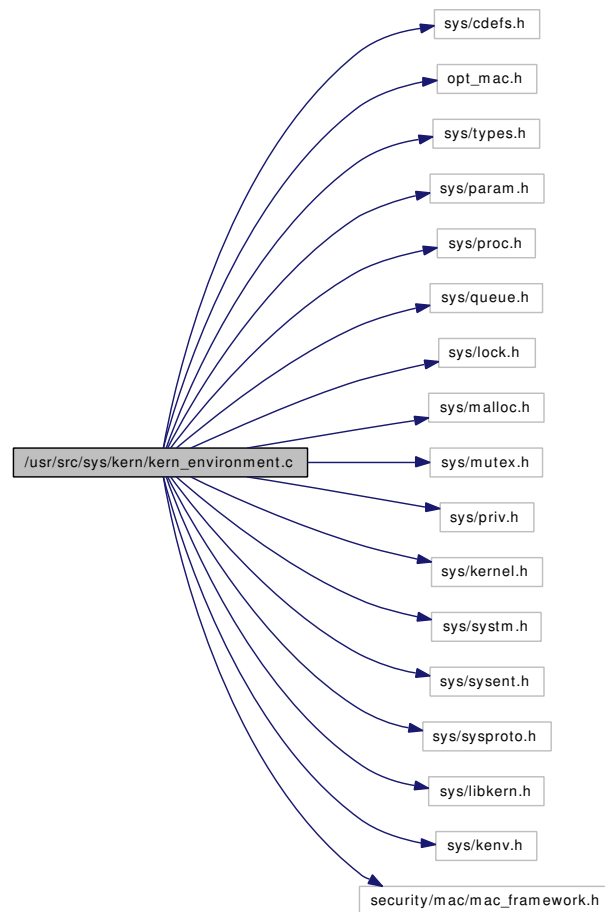 sys/cdefs.h
opt_mac.h
sys/types.h
sys/param.h
sys/proc.h
sys/queue.h
sys/lock.h
sys/malloc.h
/usr/src/sys/kern/kern_environment.c
sys/mutex.h
sys/priv.h
sys/kernel.h
sys/systm.h
sys/sysent.h
sys/sysproto.h
sys/libkern.h
sys/kenv.h
security/mac/mac_framework.h